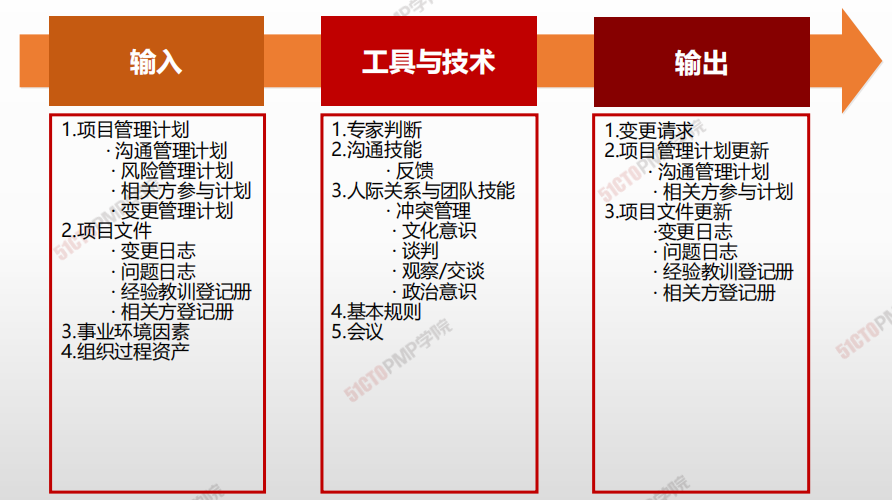 输入
1.项目管理计划
· 沟通管理计划
· 风险管理计划
· 相关方参与计划
· 变更管理计划
2.项目文件
· 变更日志
· 问题日志
· 经验教训登记册
· 相关方登记册
3.事业环境因素
4.组织过程资产
工具与技术
1.专家判断
2.沟通技能
· 反馈
3.人际关系与团队技能
· 冲突管理
· 文化意识
· 谈判
· 观察/交谈
· 政治意识
4.基本规则
5.会议
输出
1.变更请求
2.项目管理计划更新
· 沟通管理计划
· 相关方参与计划
3.项目文件更新
·变更日志
· 问题日志
· 经验教训登记册
· 相关方登记册
51CTOPMP学院
51CTOPMP学院